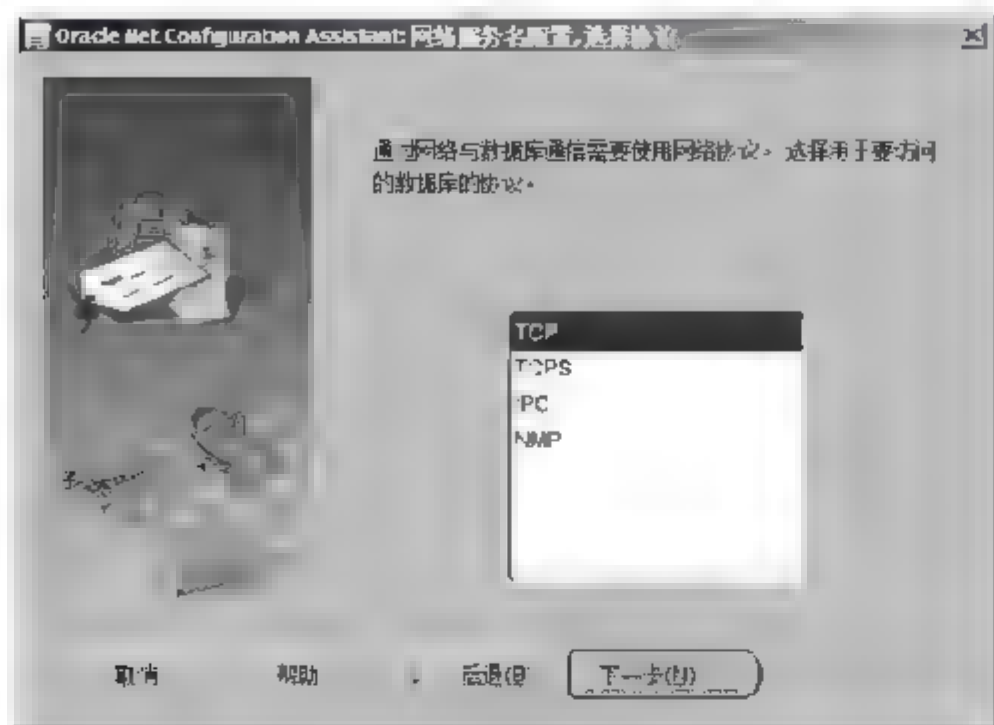 Oracle Net Configuration Assistant: 网络服务名配置,选择协议
通过网络与数据库通信需要使用网络协议。选择用于要访问
的数据库的协议。
TCP
TCPS
IPC
NMP
取消
帮助
后退(B)
下一步(N)